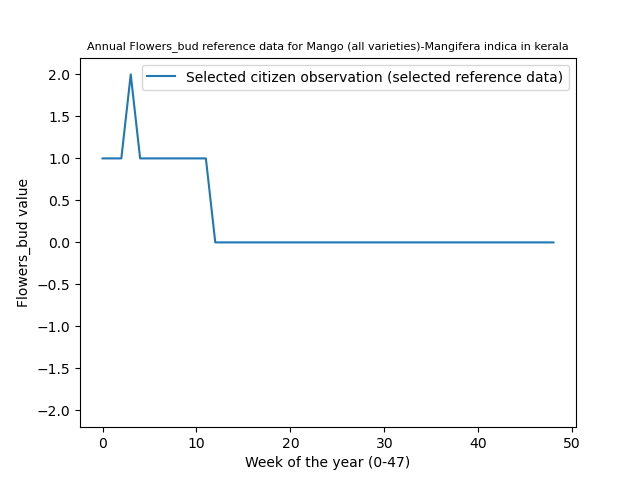 Annual Flowers_bud reference data for Mango (all varieties)-Mangifera indica in kerala
Selected citizen observation (selected reference data)
2.0
1.5
1.0
0.5
0.0
−0.5
−1.0
−1.5
−2.0
Flowers_bud value
0 10 20 30 40 50
Week of the year (0-47)